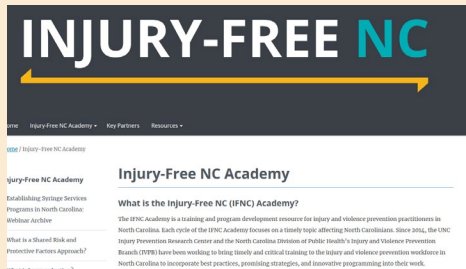 INJURY-FREE NC
ome Injury-Free NC Academy Key Partners Resources
ome / Injury-Free NC Academy
njury-Free NC Academy
Establishing Syringe Services
Programs in North Carolina:
Webinar Archive
What is a Shared Risk and
Protective Factors Approach?
Injury-Free NC Academy
What is the Injury-Free NC (IFNC) Academy?
The IFNC Academy is a training and program development resource for injury and violence prevention practitioners in
North Carolina. Each cycle of the IFNC Academy focuses on a timely topic affecting North Carolinians. Since 2014, the UNC
Injury Prevention Research Center and the North Carolina Division of Public Health's Injury and Violence Prevention
Branch (IVPB) have been working to bring timely and critical training to the injury and violence prevention workforce in
North Carolina to incorporate best practices, promising strategies, and innovative programming into their work.